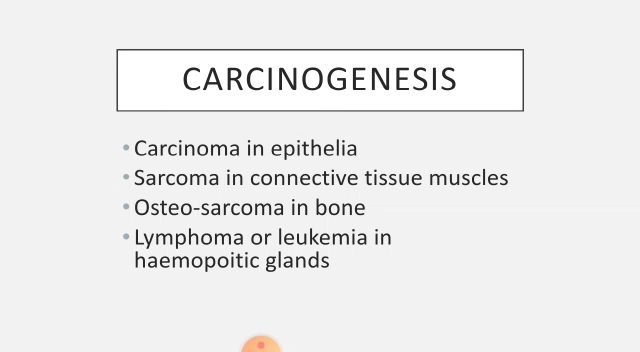 CARCINOGENESIS
• Carcinoma in epithelia
• Sarcoma in connective tissue muscles
• Osteo-sarcoma in bone
• Lymphoma or leukemia in
haemopoitic glands